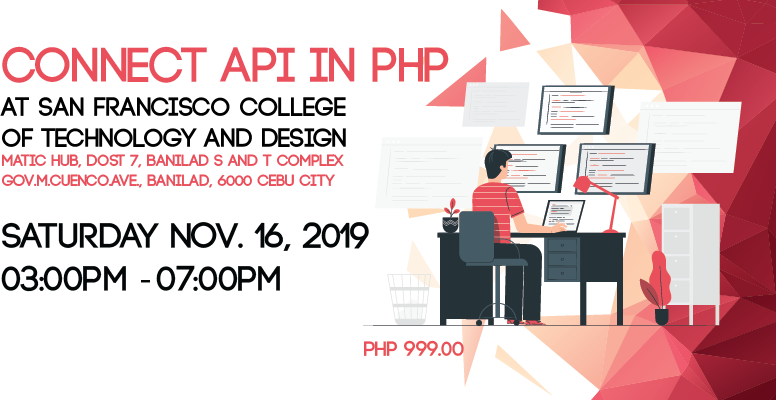 CONNECT API IN PHP
AT SAN FRANCISCO COLLEGE
OF TECHNOLOGY AND DESIGN
MATIC HUB, DOST 7, BANILAD S AND T COMPLEX
GOV.M.CUENCO.AVE., BANILAD, 6000 CEBU CITY
SATURDAY NOV. 16, 2019
03:00PM - 07:00PM
PHP 999.00